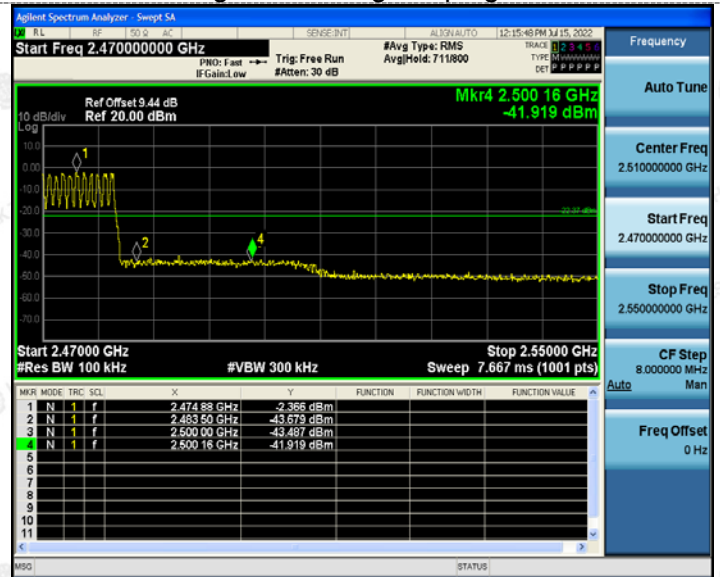 Agilent Spectrum Analyzer - Swept SA
RL RF 50 Ω AC SENSE:INT ALIGN AUTO 12:15:48 PM Jul 15, 2022
Start Freq 2.470000000 GHz
PNO: Fast
IFGain:Low
Trig: Free Run
#Atten: 30 dB
#Avg Type: RMS
Avg|Hold: 711/800
TRACE 1 2 3 4 5 6
TYPE M
DET P P P P P P
Ref Offset 9.44 dB
10 dB/div Ref 20.00 dBm
Log
Mkr4 2.500 16 GHz
-41.919 dBm
10.0
0.00
-10.0
-20.0
-30.0
-40.0
-50.0
-60.0
-70.0
1
2
4
-22.37 dBm
Start 2.47000 GHz Stop 2.55000 GHz
#Res BW 100 kHz #VBW 300 kHz Sweep 7.667 ms (1001 pts)
MKR MODE TRC SCL X Y FUNCTION FUNCTION WIDTH FUNCTION VALUE
1 N 1 f 2.474 88 GHz -2.366 dBm
2 N 1 f 2.483 50 GHz -43.679 dBm
3 N 1 f 2.500 00 GHz -43.487 dBm
4 N 1 f 2.500 16 GHz -41.919 dBm
5
6
7
8
9
10
11
MSG STATUS
Frequency
Auto Tune
Center Freq
2.510000000 GHz
Start Freq
2.470000000 GHz
Stop Freq
2.550000000 GHz
CF Step
8.000000 MHz
Auto Man
Freq Offset
0 Hz